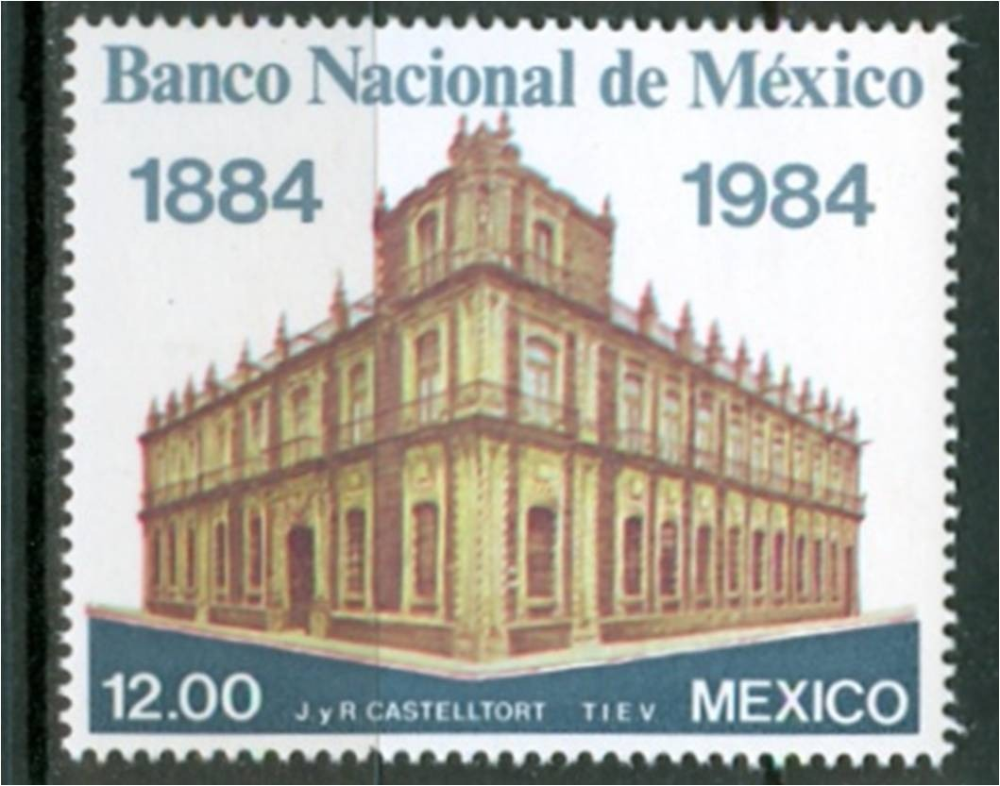 Banco Nacional de México
1884 1984
12.00 J. y R. CASTELLTORT T.I.E.V MEXICO